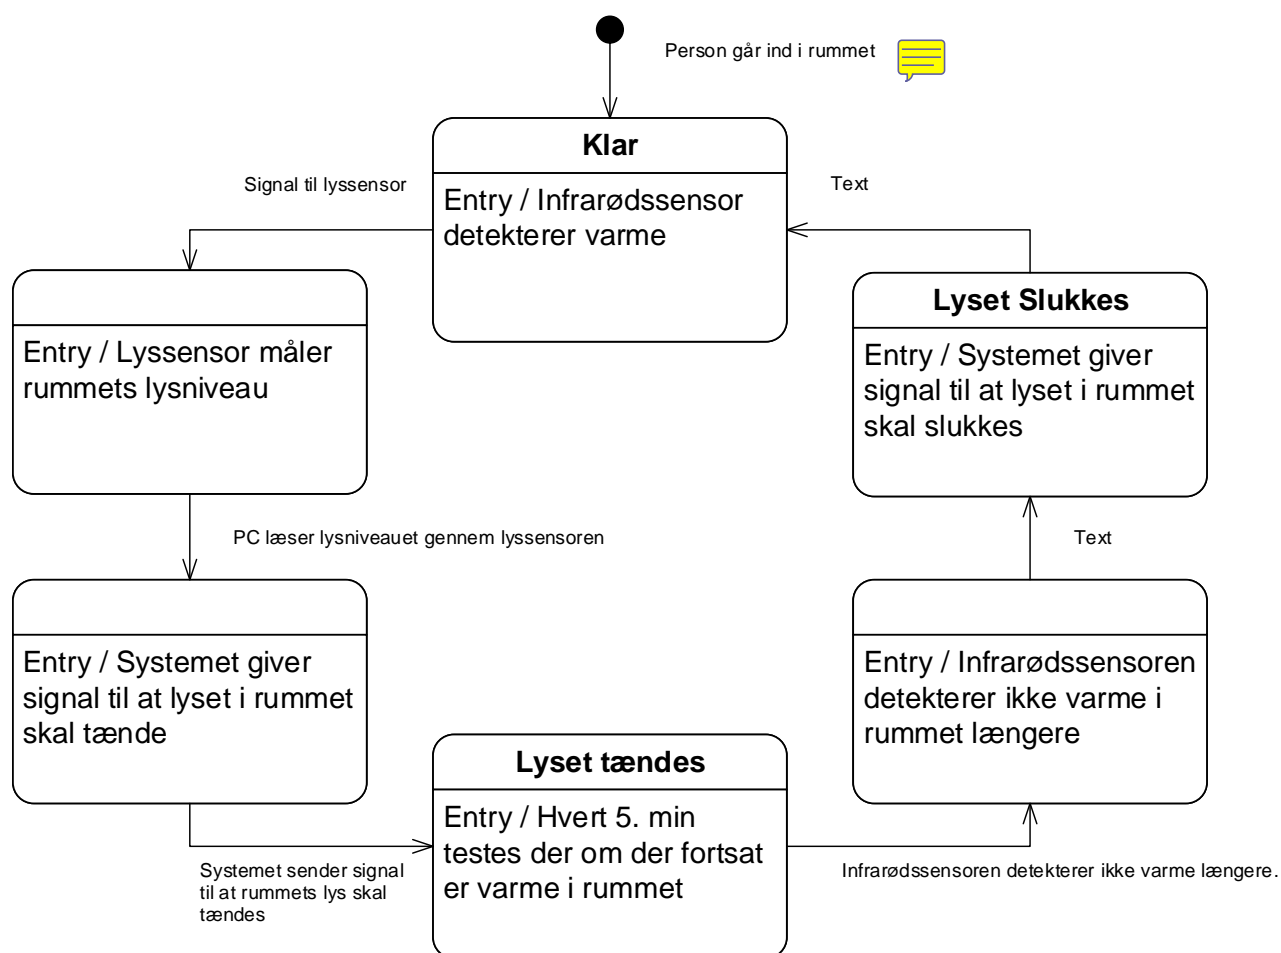 Person går ind i rummet
Klar
Entry / Infrarødssensor
detekterer varme
Signal til lyssensor
Text
Entry / Lyssensor måler
rummets lysniveau
Lyset Slukkes
Entry / Systemet giver
signal til at lyset i rummet
skal slukkes
PC læser lysniveauet gennem lyssensoren
Text
Entry / Systemet giver
signal til at lyset i rummet
skal tænde
Entry / Infrarødssensoren
detekterer ikke varme i
rummet længere
Lyset tændes
Entry / Hvert 5. min
testes der om der fortsat
er varme i rummet
Systemet sender signal
til at rummets lys skal
tændes
Infrarødssensoren detekterer ikke varme længere.